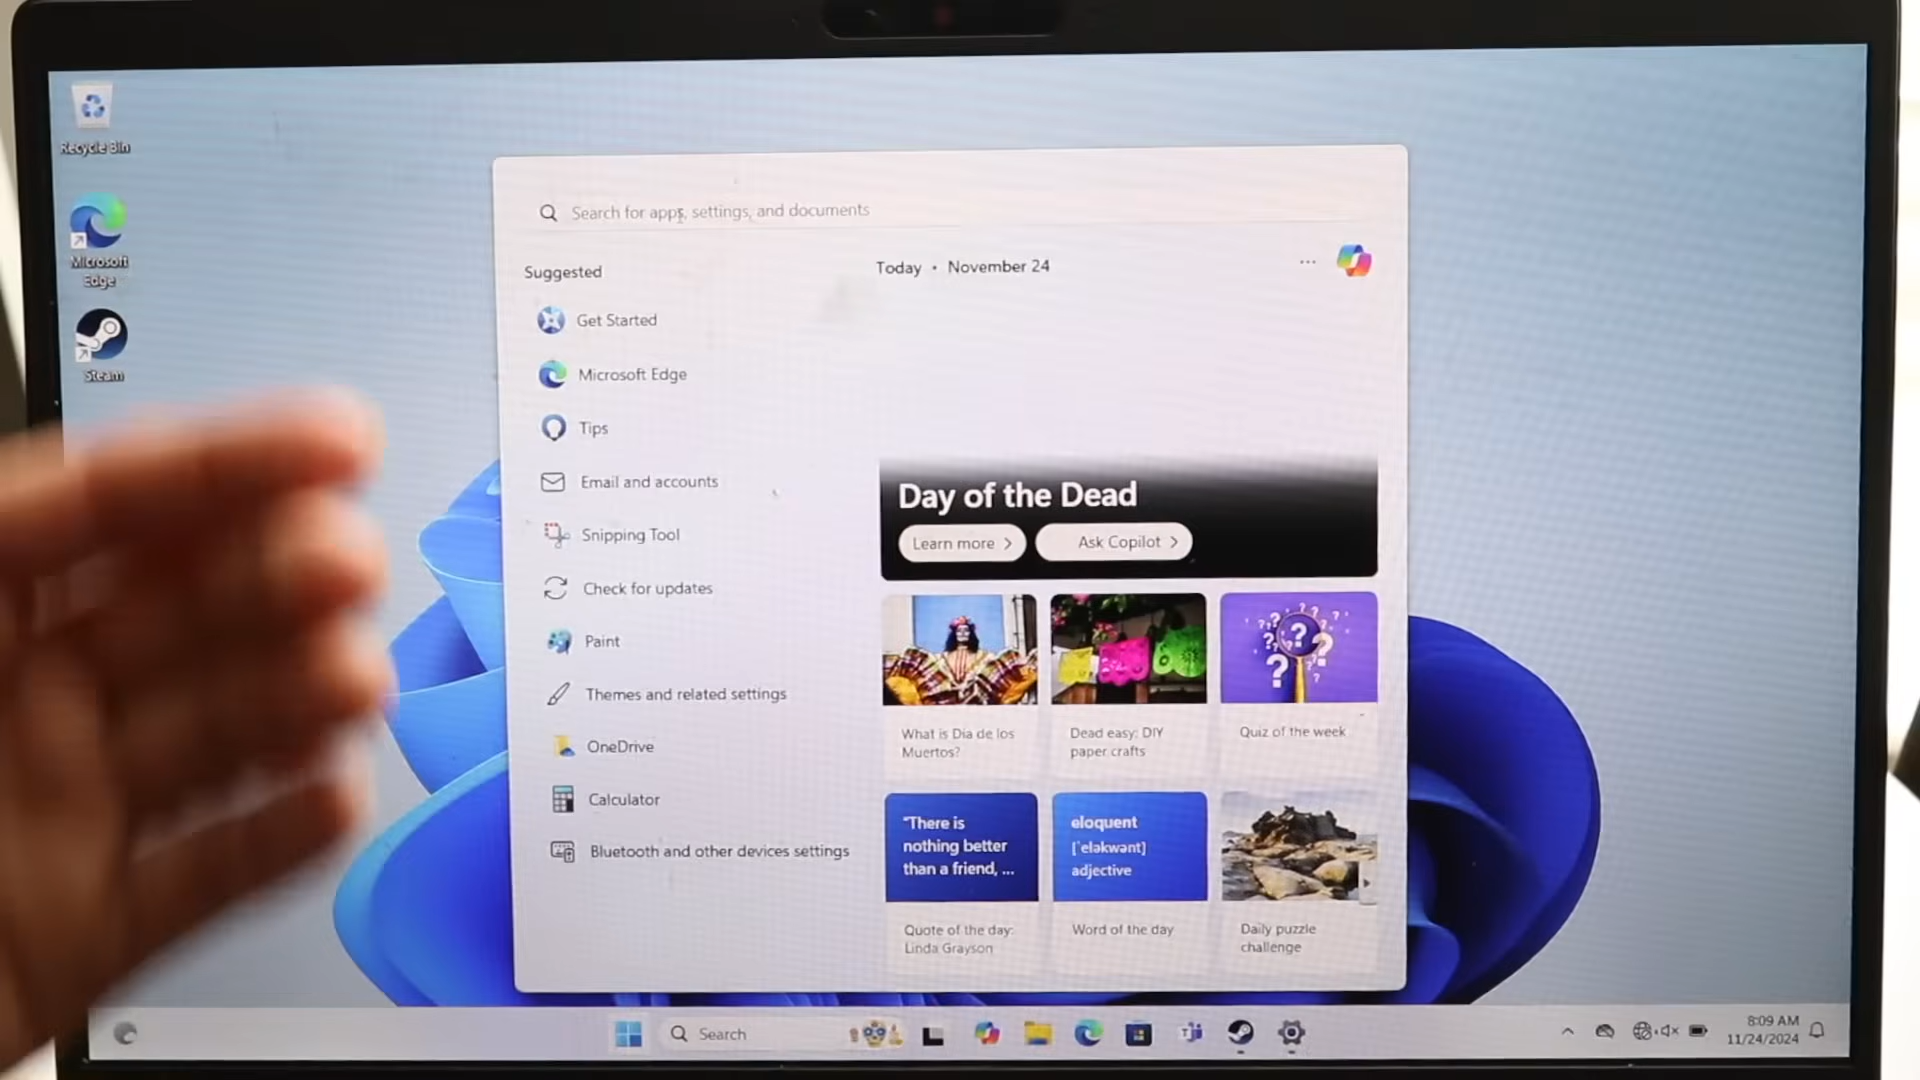 Recycle Bin
Microsoft
Edge
Steam
Search for apps, settings, and documents
Suggested
Get Started
Microsoft Edge
Tips
Email and accounts
Snipping Tool
Check for updates
Paint
Themes and related settings
OneDrive
Calculator
Bluetooth and other devices settings
Today • November 24
Day of the Dead
Learn more
Ask Copilot
What is Dia de los
Muertos?
Dead easy: DIY
paper crafts
Quiz of the week
"There is
nothing better
than a friend, ...
eloquent
[ˈeləkwənt]
adjective
Quote of the day:
Linda Grayson
Word of the day
Daily puzzle
challenge
Search
8:09 AM
11/24/2024